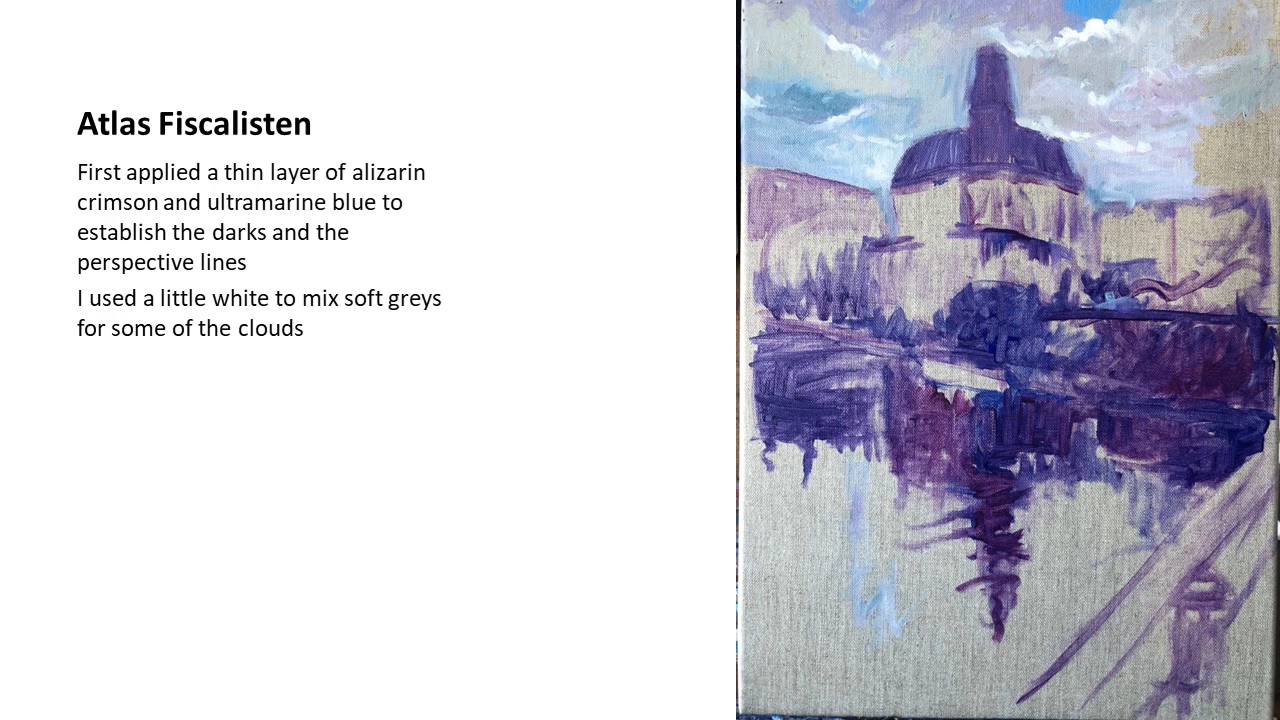 Atlas Fiscalisten
First applied a thin layer of alizarin
crimson and ultramarine blue to
establish the darks and the
perspective lines
I used a little white to mix soft greys
for some of the clouds